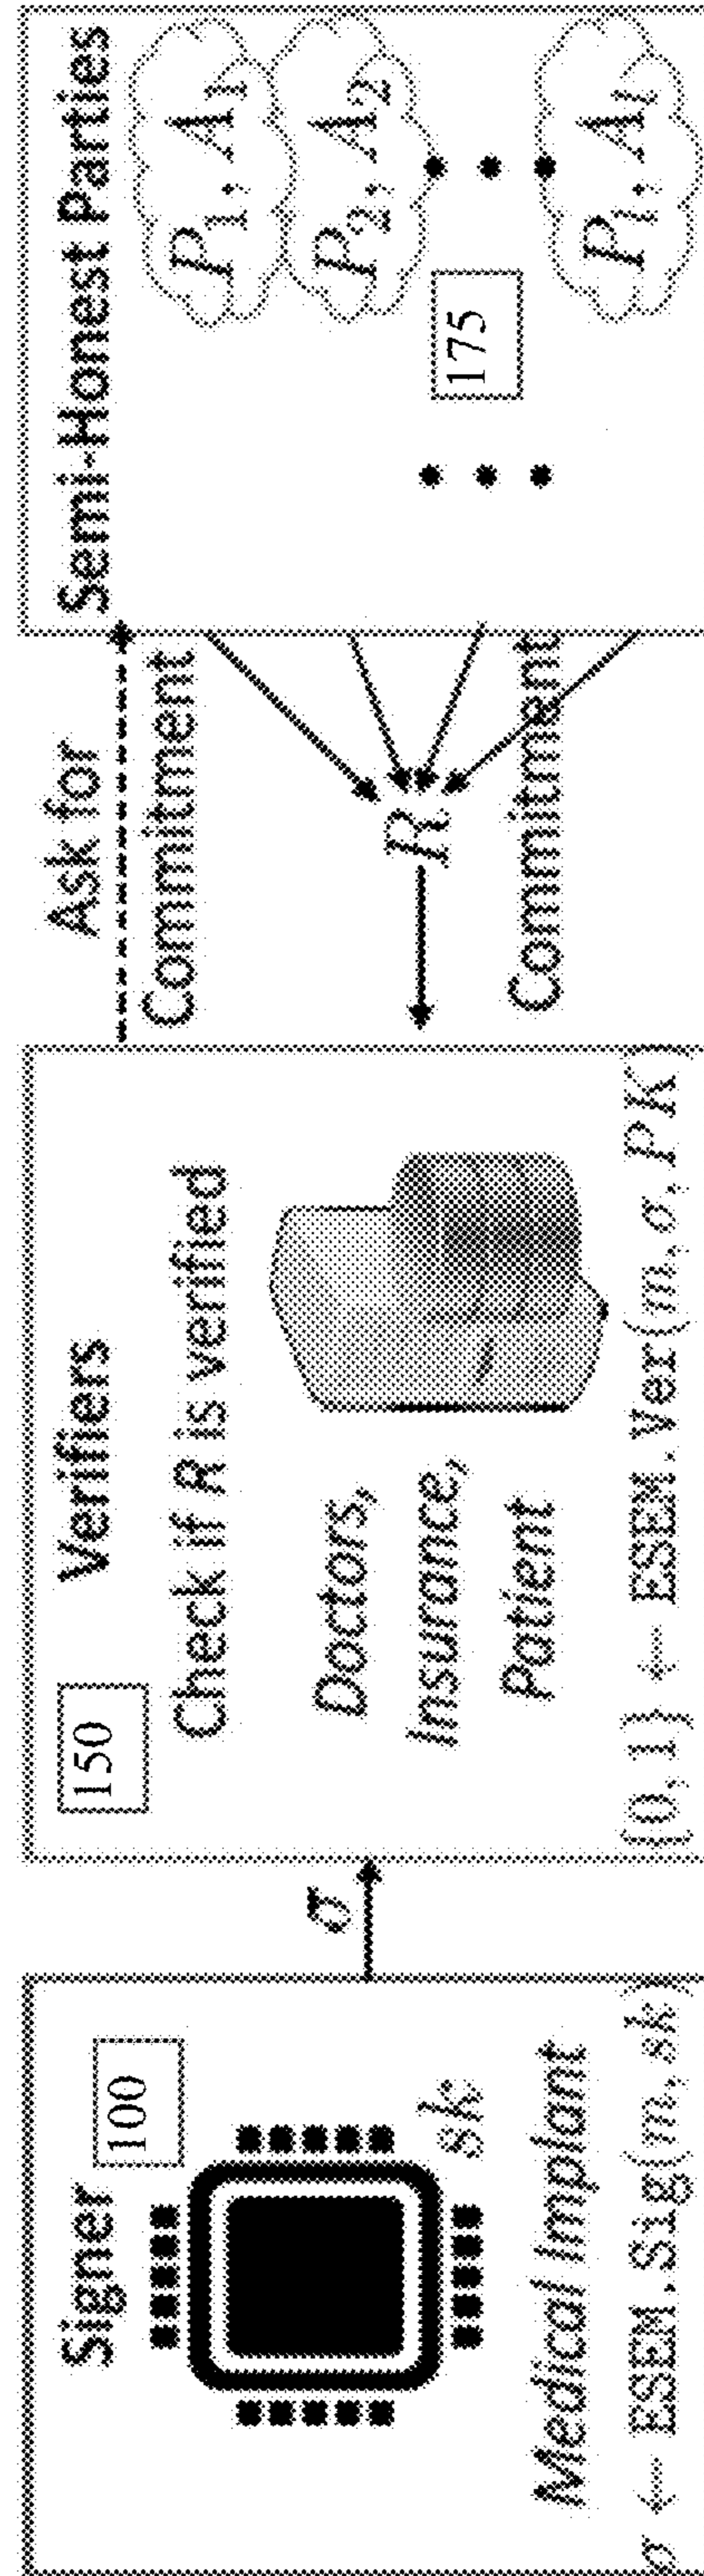 Signer
100
sk
Medical Implant
σ ← ESEM.Sig(m, sk)
σ
Verifiers
150
Check if R is verified
Doctors,
Insurance,
Patient
{0, 1} ← ESEM.Ver(m, σ, PK)
Ask for
Commitment
R
Commitment
Semi-Honest Parties
P₁, A₁
P₂, A₂
175
Pₗ, Aₗ